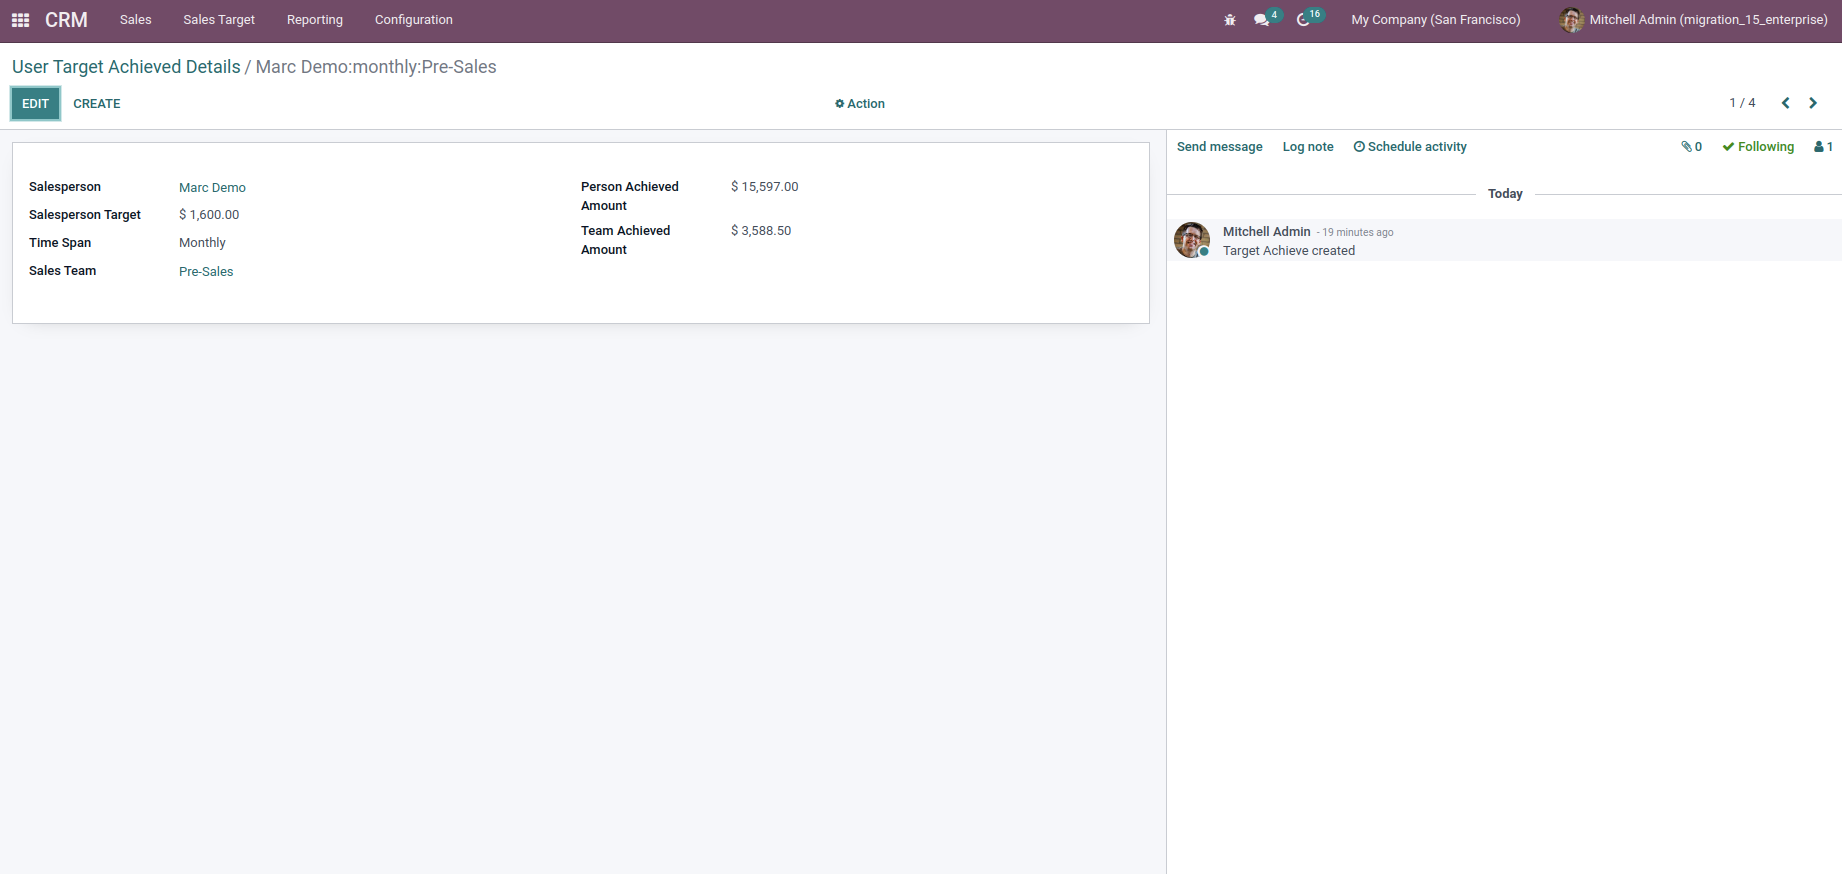 CRM Sales Sales Target Reporting Configuration 4 16 My Company (San Francisco) Mitchell Admin (migration_15_enterprise)
User Target Achieved Details / Marc Demo:monthly:Pre-Sales
EDIT CREATE Action 1 / 4
Send message Log note Schedule activity 0 Following 1
Salesperson Marc Demo
Salesperson Target $ 1,600.00
Time Span Monthly
Sales Team Pre-Sales
Person Achieved $ 15,597.00
Amount
Team Achieved $ 3,588.50
Amount
Today
Mitchell Admin - 19 minutes ago
Target Achieve created